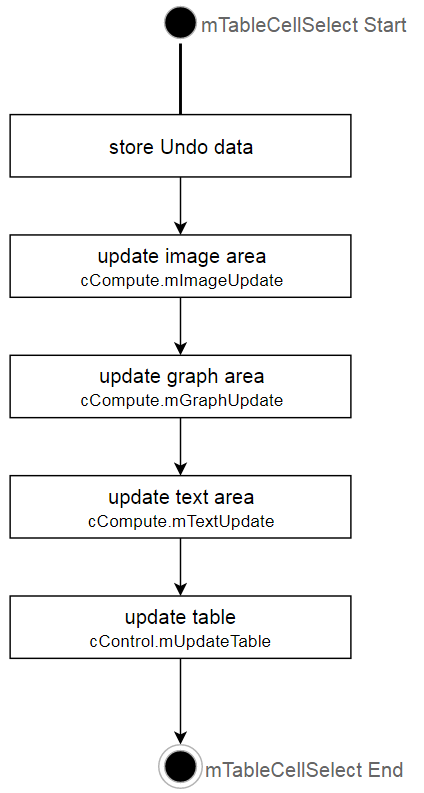 mTableCellSelect Start
store Undo data
update image area
cCompute.mImageUpdate
update graph area
cCompute.mGraphUpdate
update text area
cCompute.mTextUpdate
update table
cControl.mUpdateTable
mTableCellSelect End